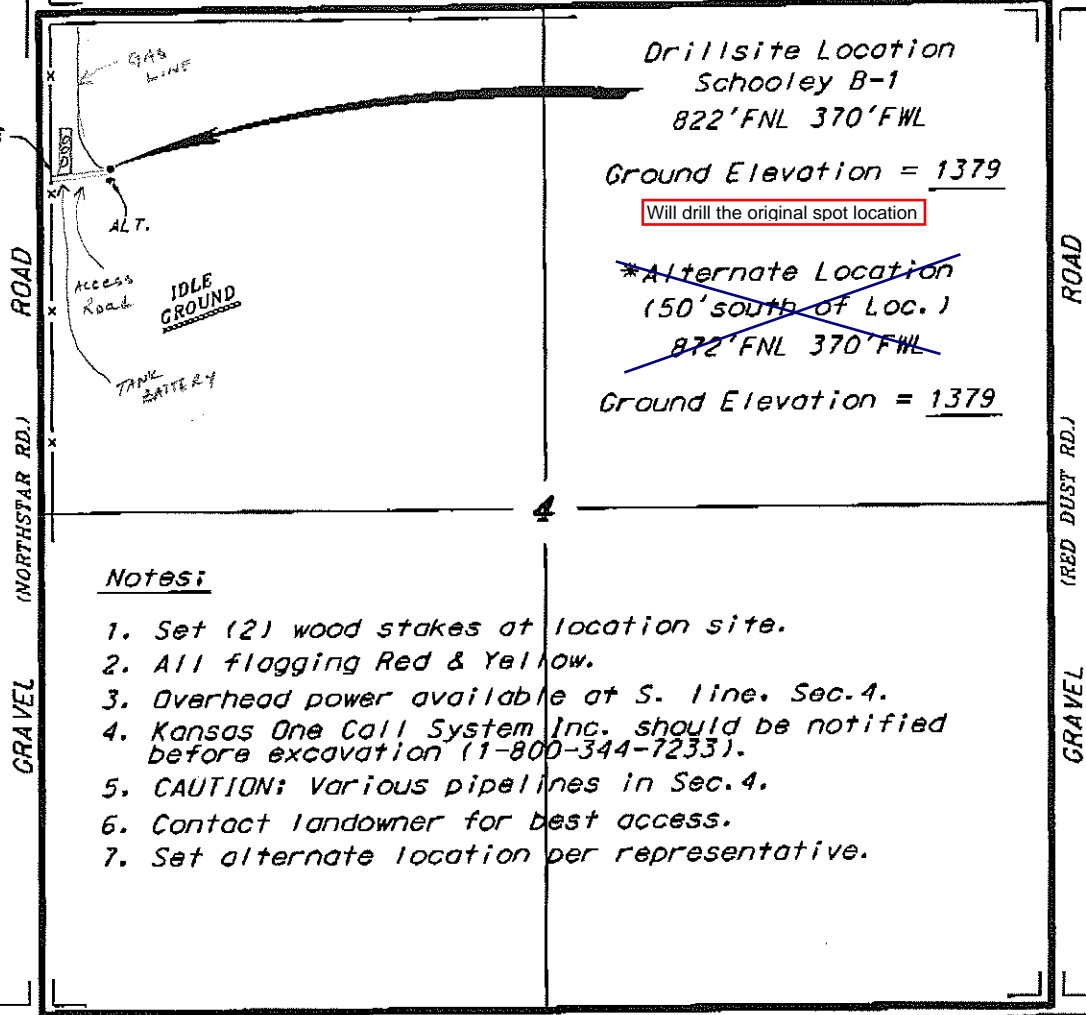 GAS
LINE
Drillsite Location
Schooley B-1
822'FNL 370'FWL
Ground Elevation = 1379
Will drill the original spot location
*Alternate Location
(50'south of Loc.)
872'FNL 370'FWL
Ground Elevation = 1379
ALT.
Access
Road
IDLE
GROUND
TANK
BATTERY
ROAD
(NORTHSTAR RD.)
GRAVEL
ROAD
(RED DUST RD.)
GRAVEL
4
Notes:
1. Set (2) wood stakes at location site.
2. All flagging Red & Yellow.
3. Overhead power available at S. line. Sec.4.
4. Kansas One Call System Inc. should be notified
before excavation (1-800-344-7233).
5. CAUTION: Various pipelines in Sec.4.
6. Contact landowner for best access.
7. Set alternate location per representative.